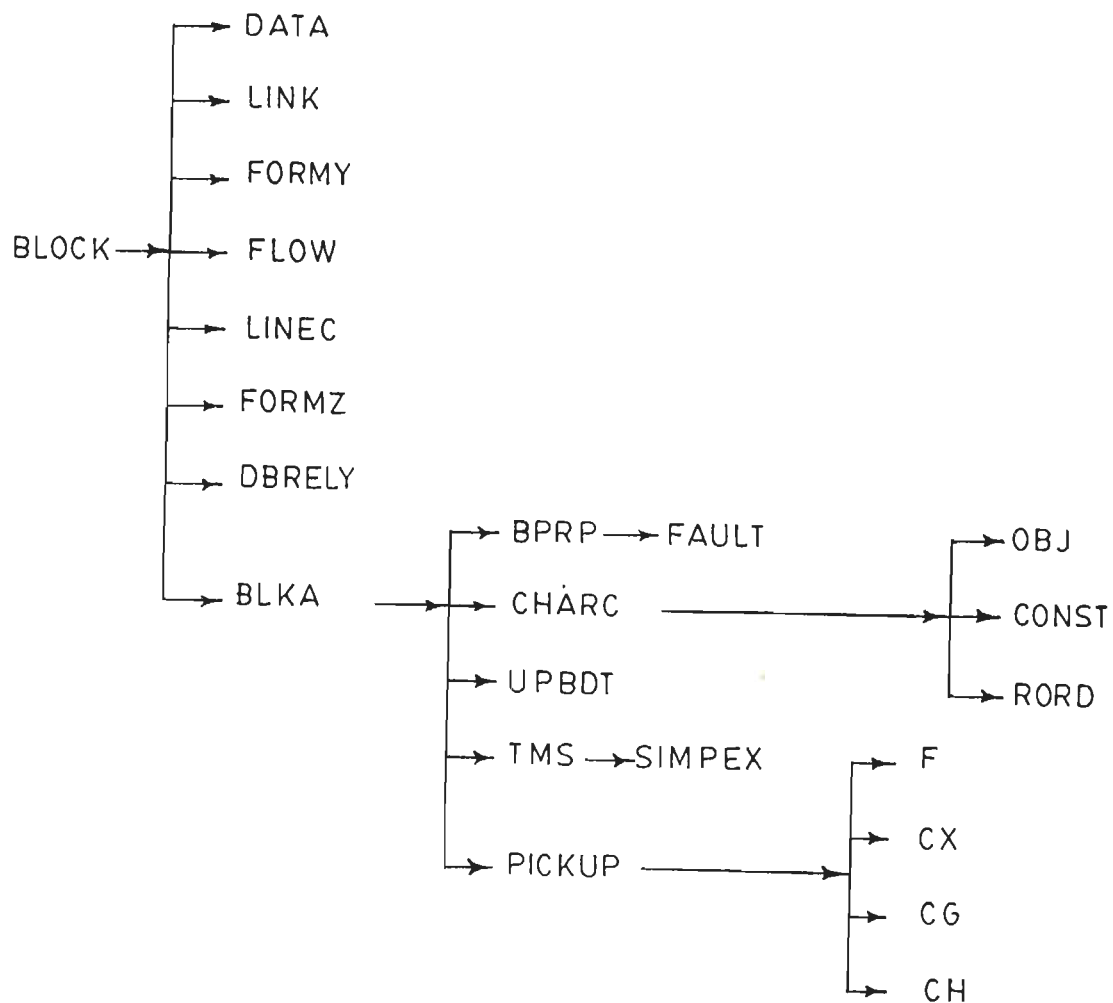 DATA
LINK
FORMY
BLOCK
FLOW
LINEC
FORMZ
DBRELY
BLKA
BPRP
FAULT
CHARC
UPBDT
TMS
SIMPEX
PICKUP
OBJ
CONST
RORD
F
CX
CG
CH